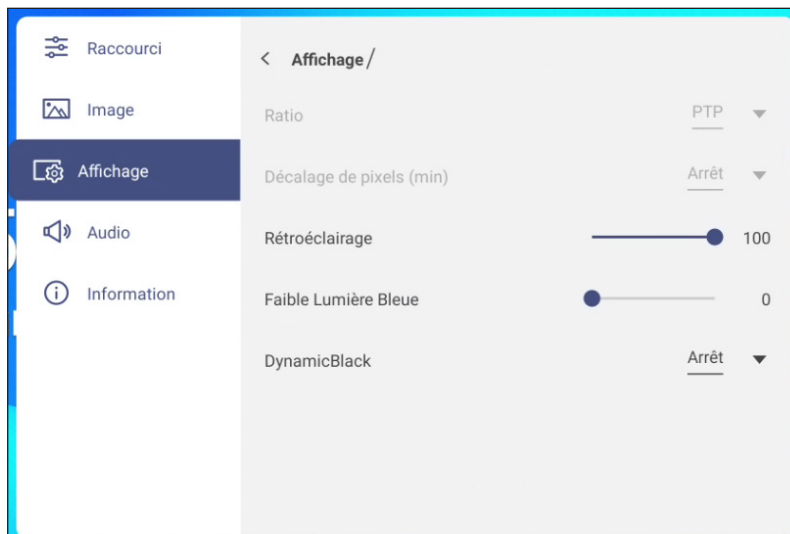 Raccourci
Image
Affichage
Audio
Information
Affichage/
Ratio PTP
Décalage de pixels (min) Arrêt
Rétroéclairage 100
Faible Lumière Bleue 0
DynamicBlack Arrêt